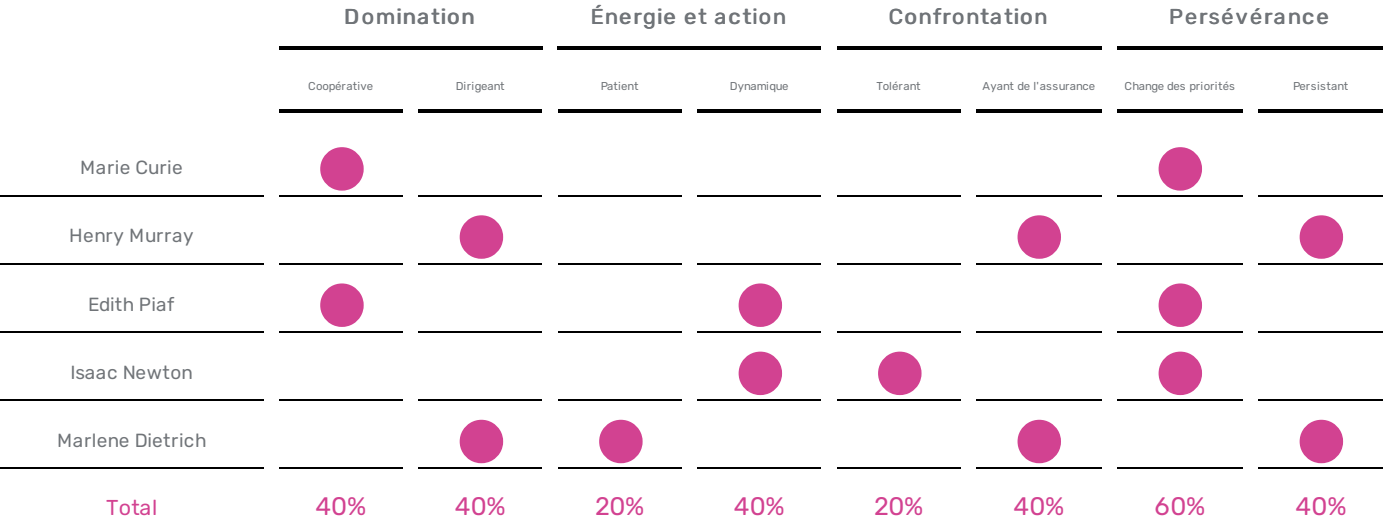 Domination Énergie et action Confrontation Persévérance
Coopérative Dirigeant Patient Dynamique Tolérant Ayant de l'assurance Change des priorités Persistant
Marie Curie
Henry Murray
Edith Piaf
Isaac Newton
Marlene Dietrich
Total 40% 40% 20% 40% 20% 40% 60% 40%